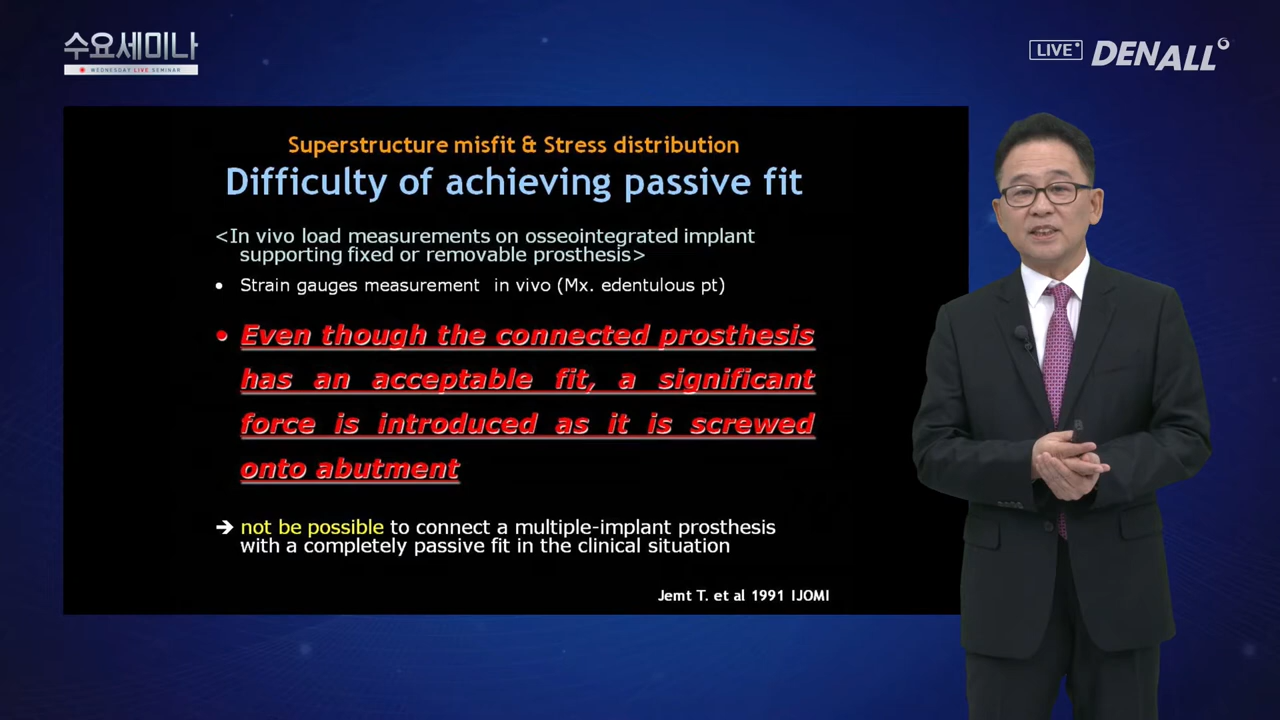 수요세미나
WEDNESDAY LIVE SEMINAR
LIVE
DENALL
Superstructure misfit & Stress distribution
Difficulty of achieving passive fit
<In vivo load measurements on osseointegrated implant
supporting fixed or removable prosthesis>
• Strain gauges measurement in vivo (Mx. edentulous pt)
• Even though the connected prosthesis
has an acceptable fit, a significant
force is introduced as it is screwed
onto abutment
➔ not be possible to connect a multiple-implant prosthesis
with a completely passive fit in the clinical situation
Jemt T. et al 1991 IJOMI